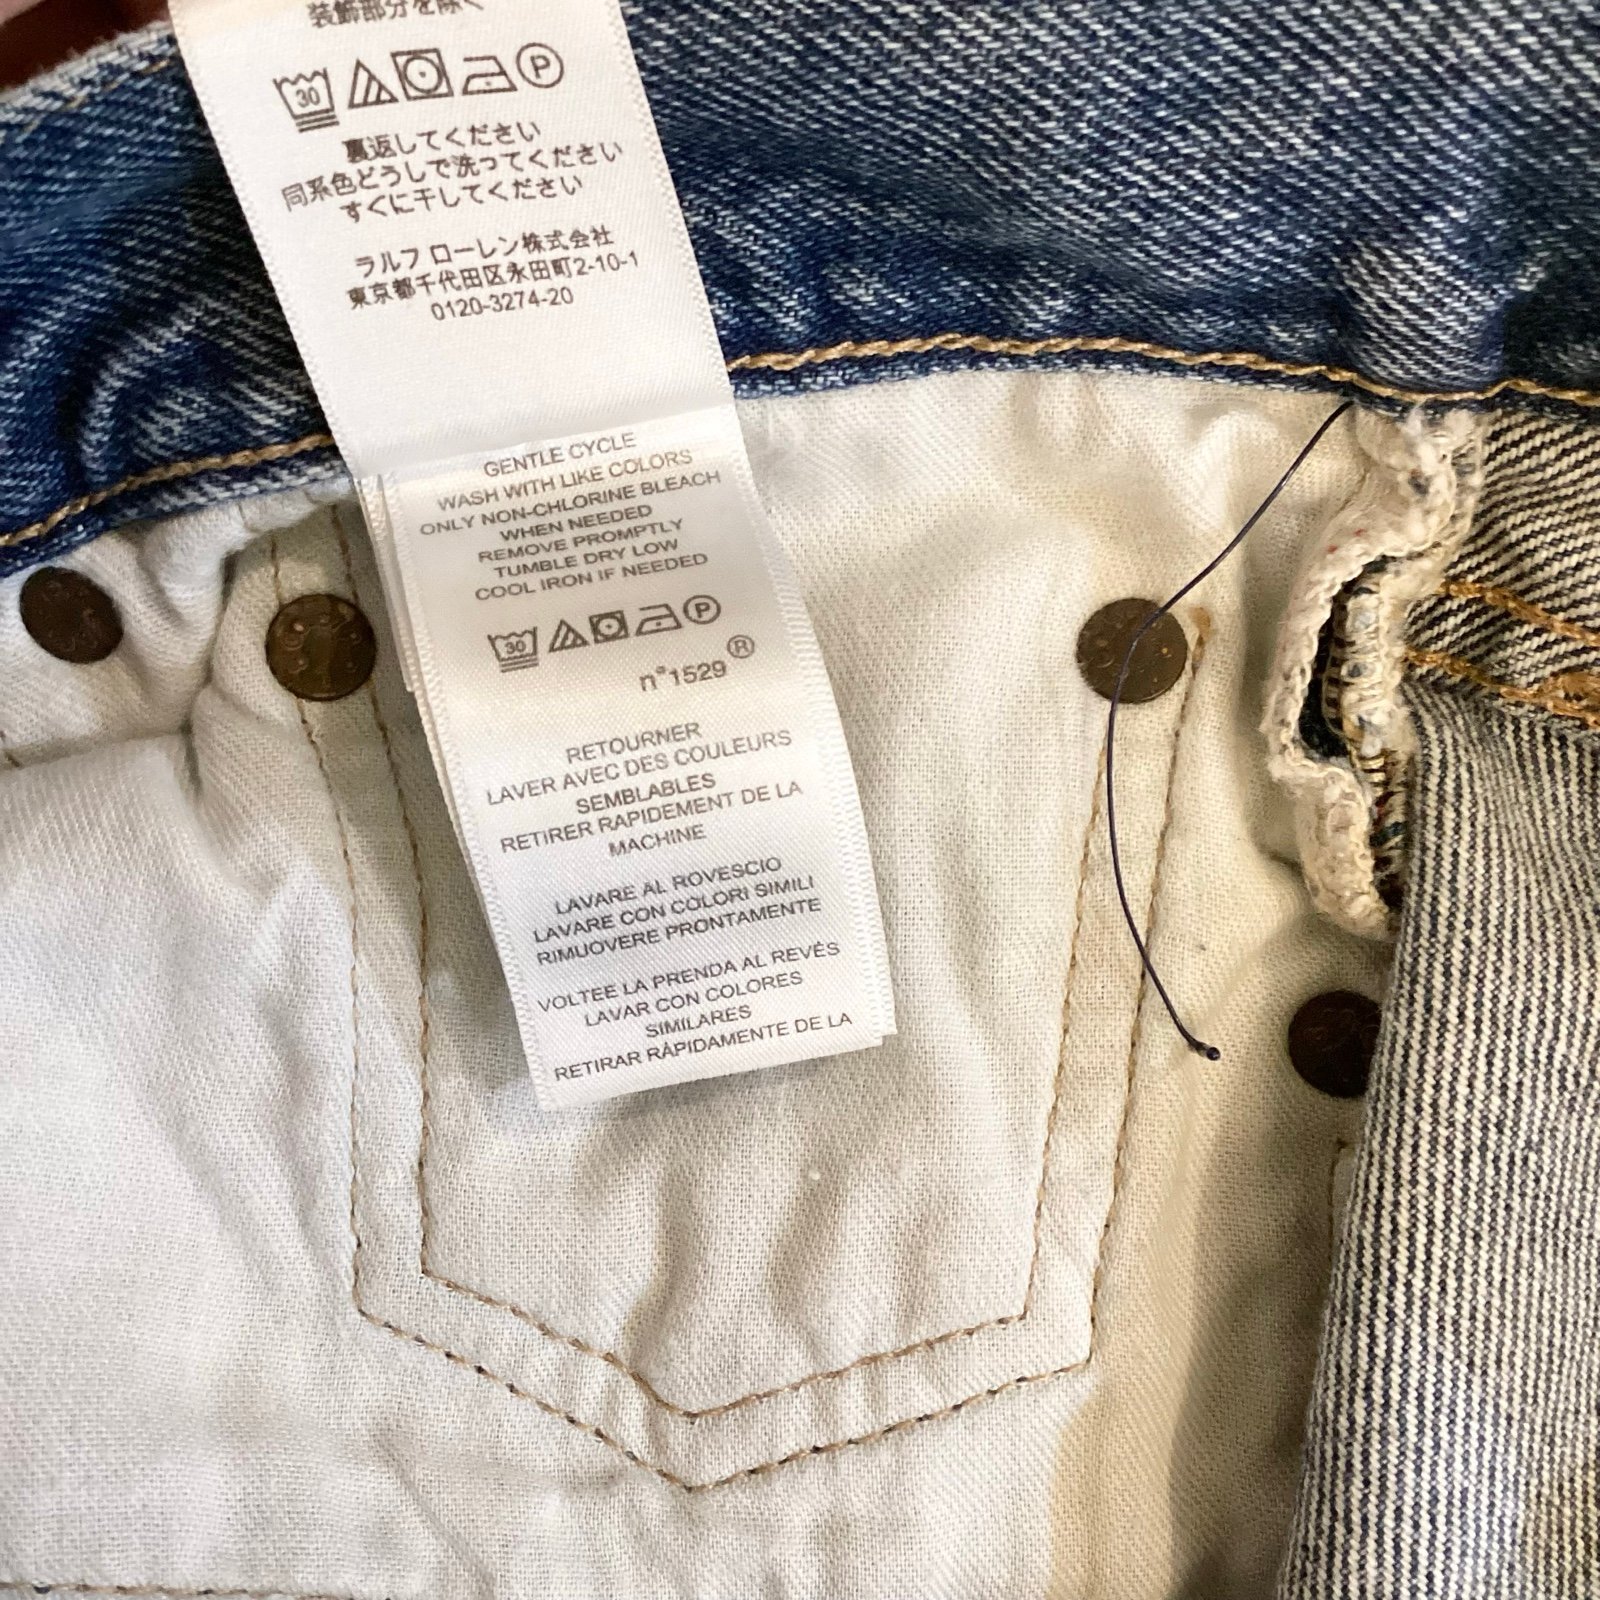 装飾部分を除く
30 P
裏返してください
同系色どうしで洗ってください
すぐに干してください
ラルフ ローレン株式会社
東京都千代田区永田町2-10-1
0120-3274-20
GENTLE CYCLE
WASH WITH LIKE COLORS
ONLY NON-CHLORINE BLEACH
WHEN NEEDED
REMOVE PROMPTLY
TUMBLE DRY LOW
COOL IRON IF NEEDED
30 P
n°1529®
RETOURNER
LAVER AVEC DES COULEURS
SEMBLABLES
RETIRER RAPIDEMENT DE LA
MACHINE
LAVARE AL ROVESCIO
LAVARE CON COLORI SIMILI
RIMUOVERE PRONTAMENTE
VOLTEE LA PRENDA AL REVÉS
LAVAR CON COLORES
SIMILARES
RETIRAR RÁPIDAMENTE DE LA